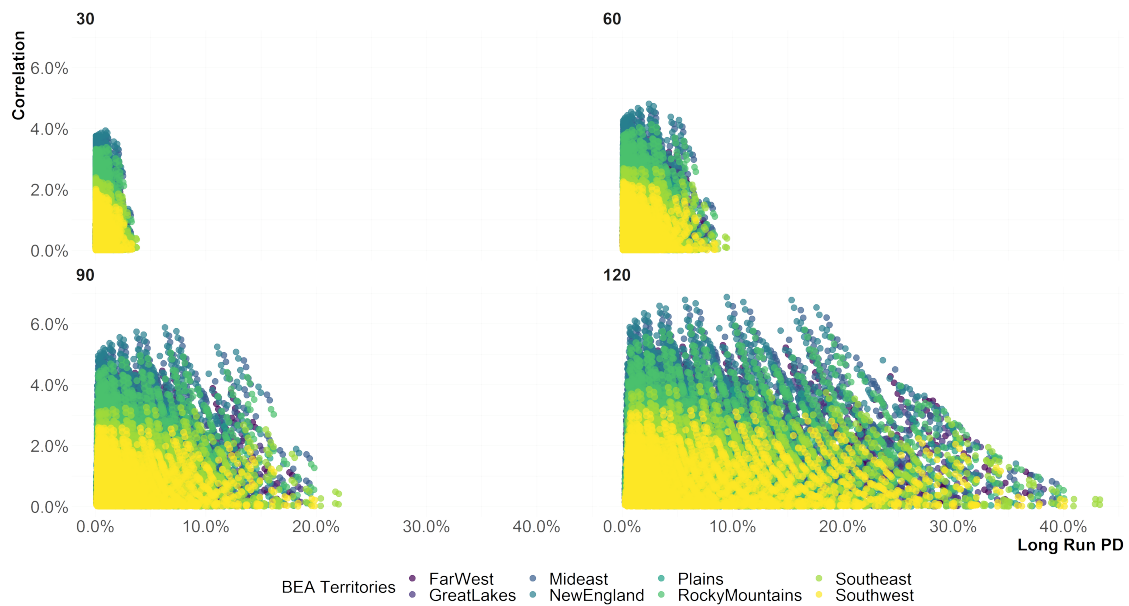 30 60
Correlation
6.0%
4.0%
2.0%
0.0%
90 120
6.0%
4.0%
2.0%
0.0%
0.0% 10.0% 20.0% 30.0% 40.0% 0.0% 10.0% 20.0% 30.0% 40.0%
Long Run PD
BEA Territories
FarWest Mideast Plains Southeast
GreatLakes NewEngland RockyMountains Southwest